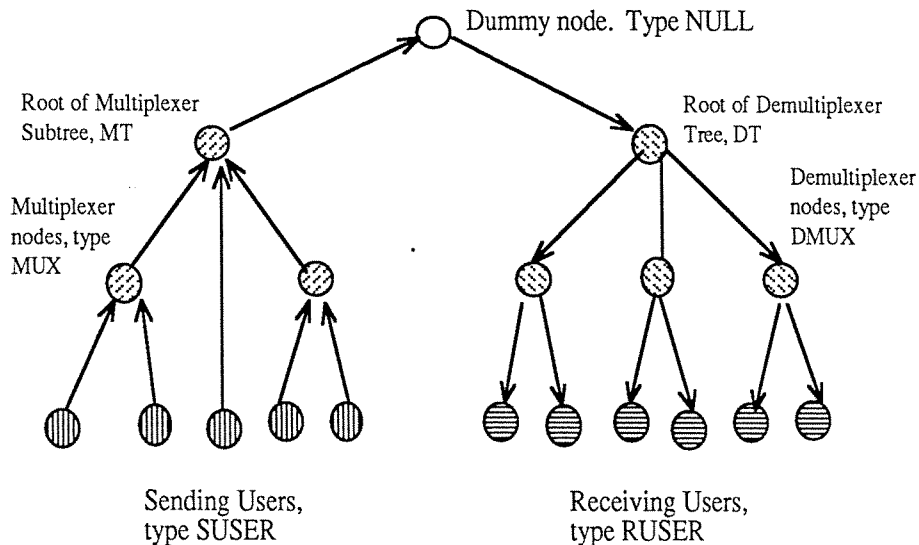 Dummy node. Type NULL
Root of Multiplexer
Subtree, MT
Root of Demultiplexer
Tree, DT
Multiplexer
nodes, type
MUX
Demultiplexer
nodes, type
DMUX
Sending Users,
type SUSER
Receiving Users,
type RUSER